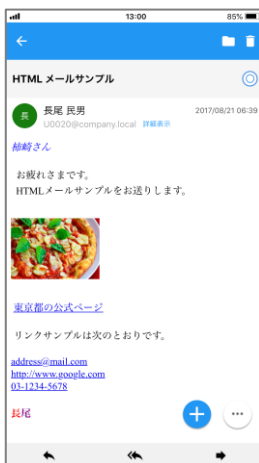 13:00
85%
HTML メールサンプル
長
長尾 民男
2017/08/21 06:39
U0020@company.local 詳細表示
柚崎さん
お疲れさまです。
HTMLメールサンプルをお送りします。
東京都の公式ページ
リンクサンプルは次のとおりです。
address@mail.com
http://www.google.com
03-1234-5678
長尾